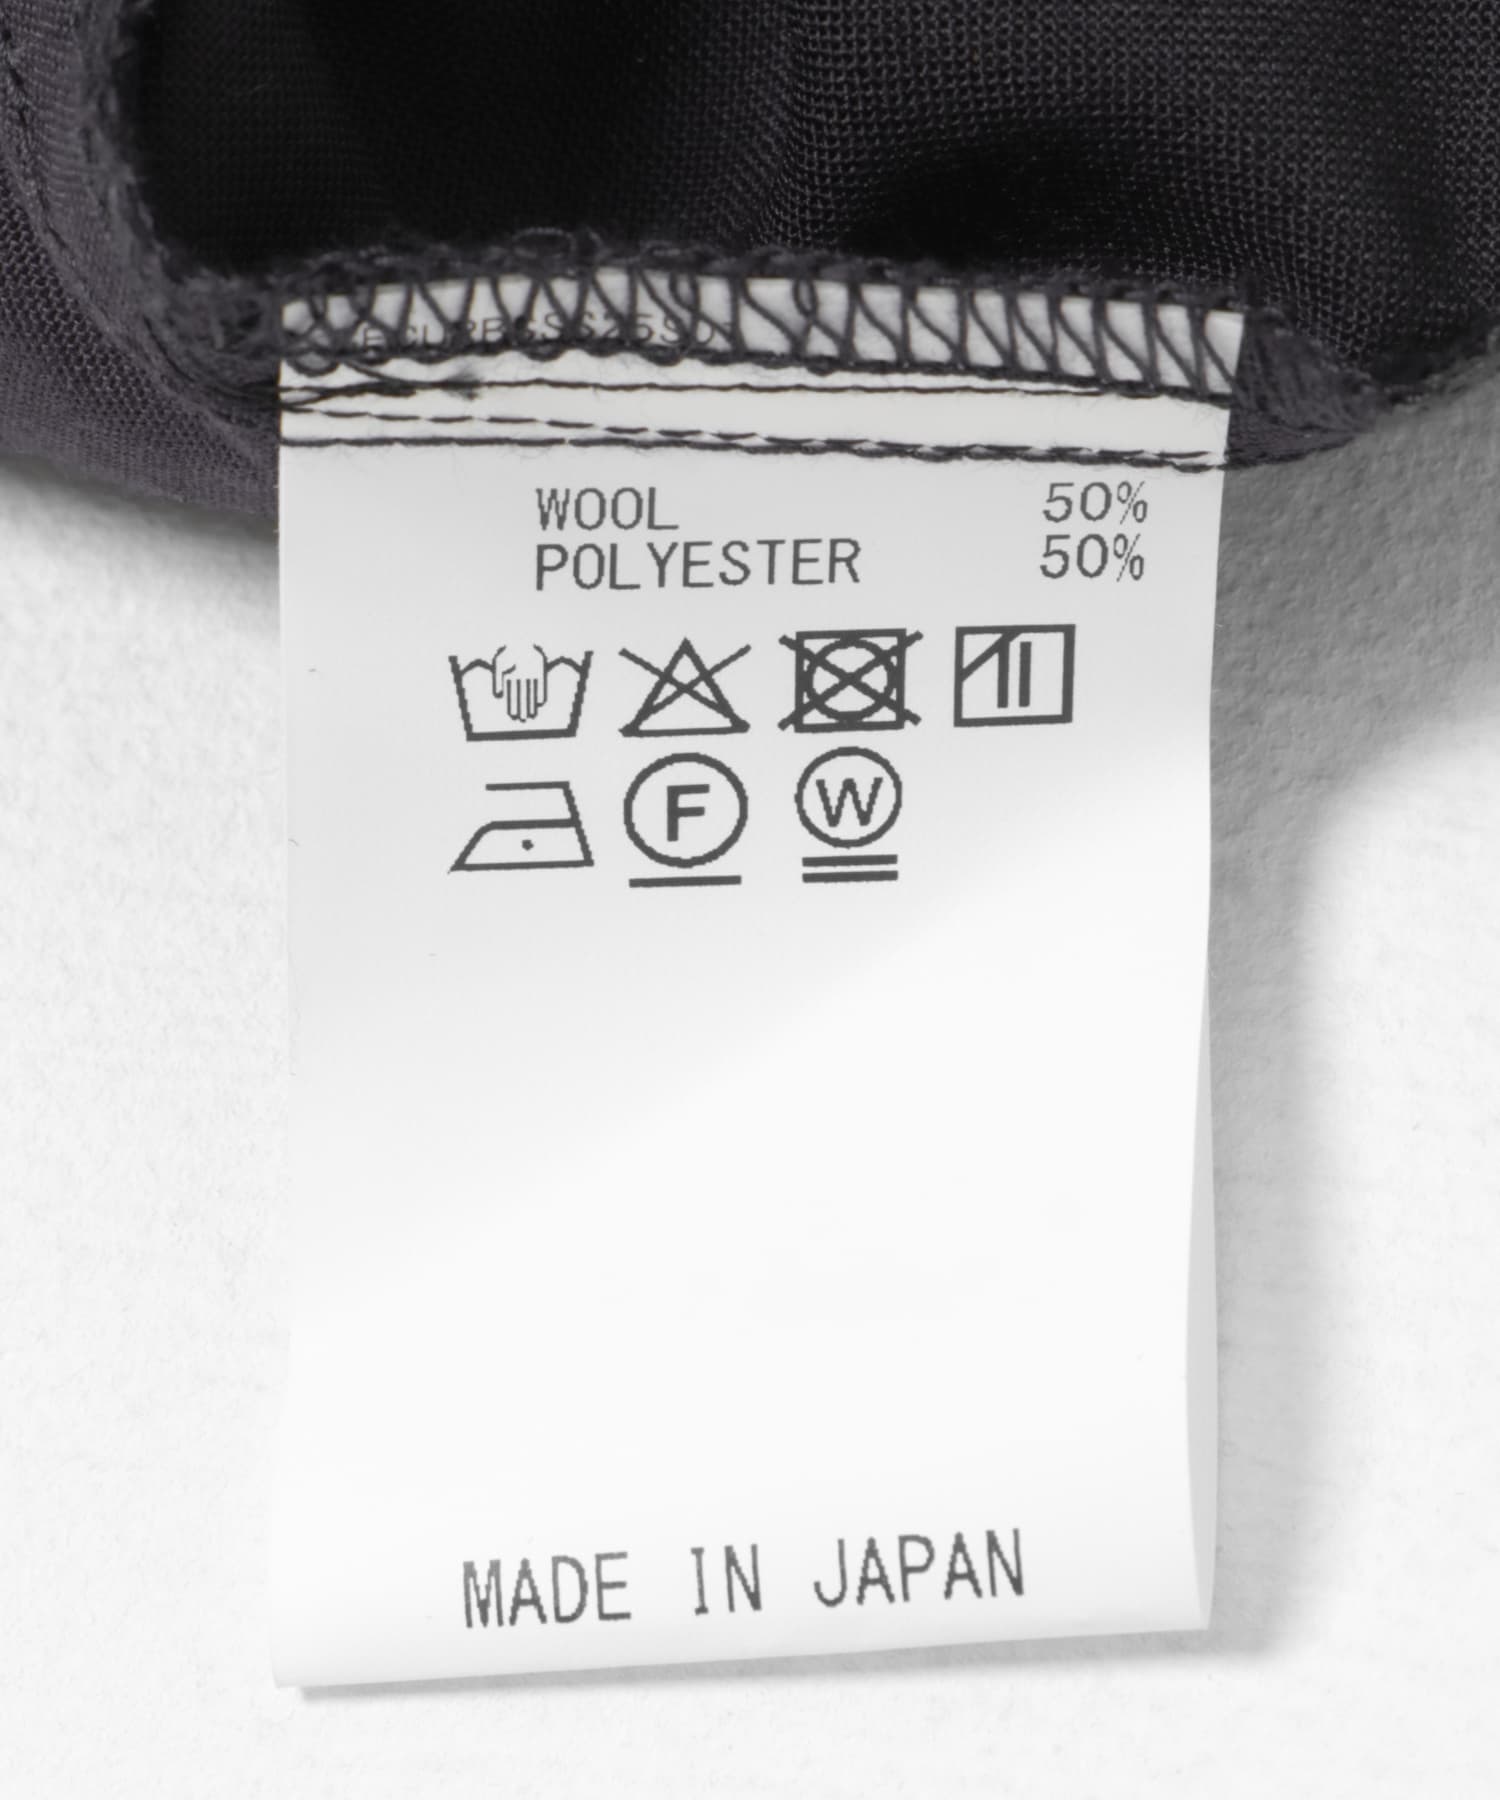 WOOL 50%
POLYESTER 50%
F W
MADE IN JAPAN